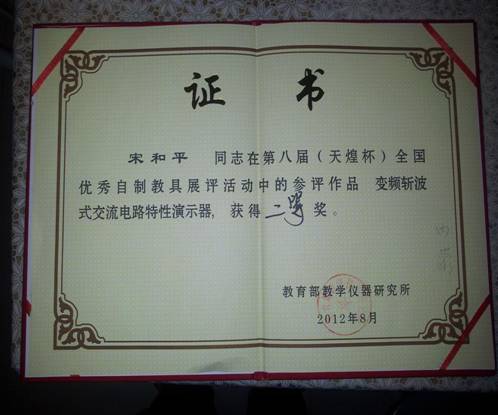 证书
宋和平 同志在第八届（天煌杯）全国
优秀自制教具展评活动中的参评作品 变频斩波
式交流电路特性演示器，获得二等奖。
教育部教学仪器研究所
2012年8月